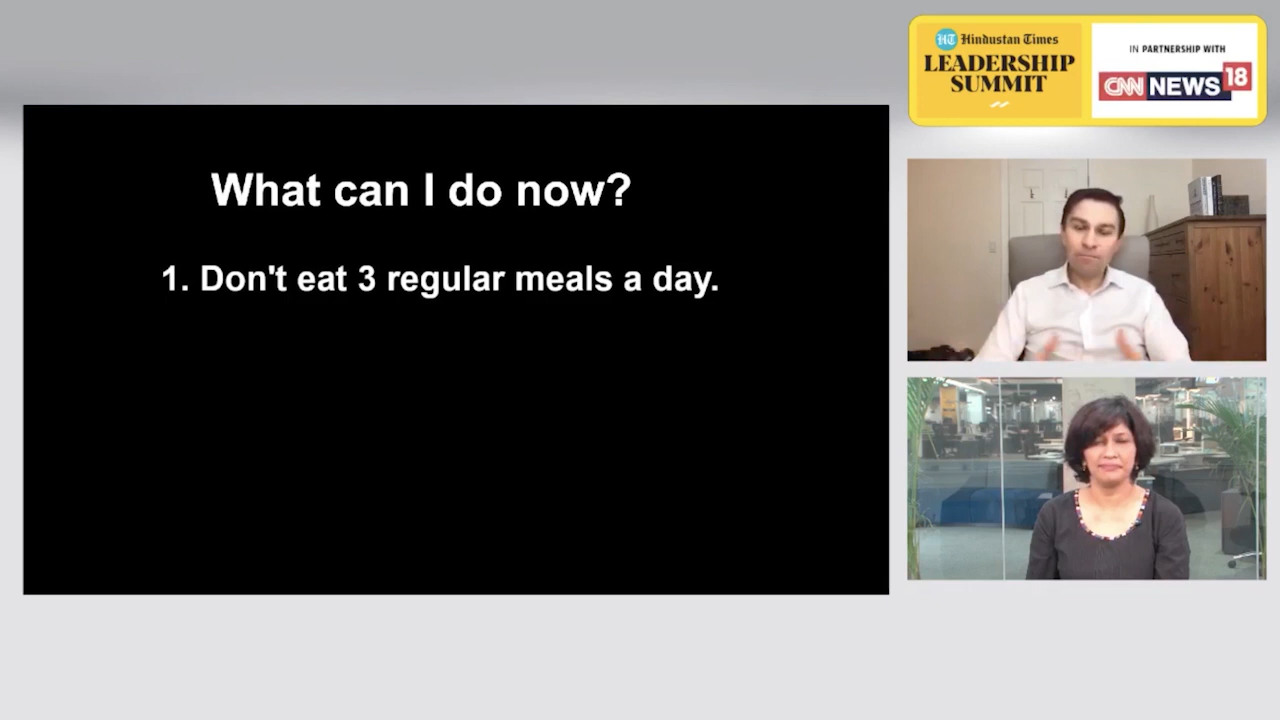 What can I do now?
1. Don't eat 3 regular meals a day.
HT Hindustan Times
LEADERSHIP
SUMMIT
IN PARTNERSHIP WITH
CNN NEWS 18